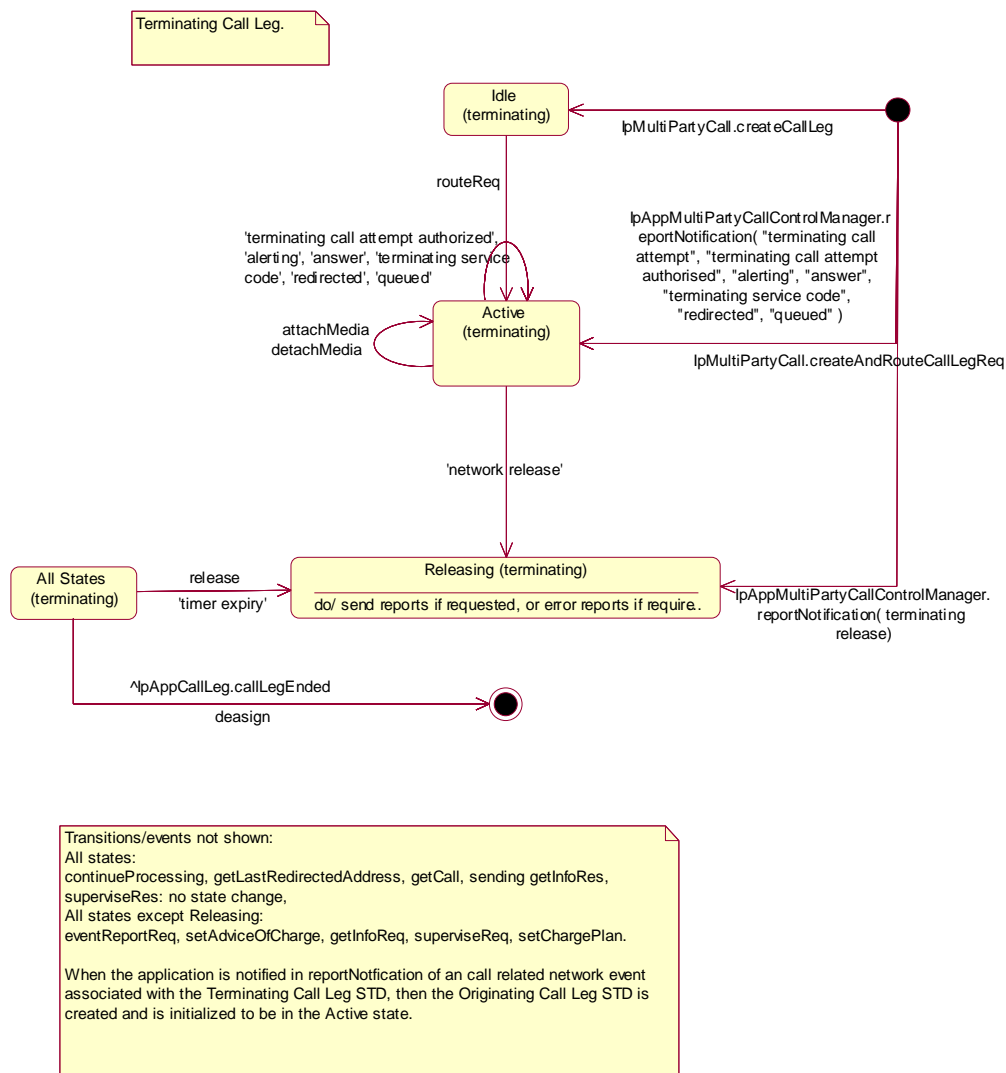 Terminating Call Leg.
Idle
(terminating)
IpMultiPartyCall.createCallLeg
routeReq
IpAppMultiPartyCallControlManager.r
eportNotification( "terminating call
attempt", "terminating call attempt
authorised", "alerting", "answer",
"terminating service code",
"redirected", "queued" )
'terminating call attempt authorized',
'alerting', 'answer', 'terminating service
code', 'redirected', 'queued'
Active
(terminating)
attachMedia
detachMedia
IpMultiPartyCall.createAndRouteCallLegReq
'network release'
All States
(terminating)
release
'timer expiry'
Releasing (terminating)
do/ send reports if requested, or error reports if require..
IpAppMultiPartyCallControlManager.
reportNotification( terminating
release)
^IpAppCallLeg.callLegEnded
deasign
Transitions/events not shown:
All states:
continueProcessing, getLastRedirectedAddress, getCall, sending getInfoRes,
superviseRes: no state change,
All states except Releasing:
eventReportReq, setAdviceOfCharge, getInfoReq, superviseReq, setChargePlan.
When the application is notified in reportNotfication of an call related network event
associated with the Terminating Call Leg STD, then the Originating Call Leg STD is
created and is initialized to be in the Active state.